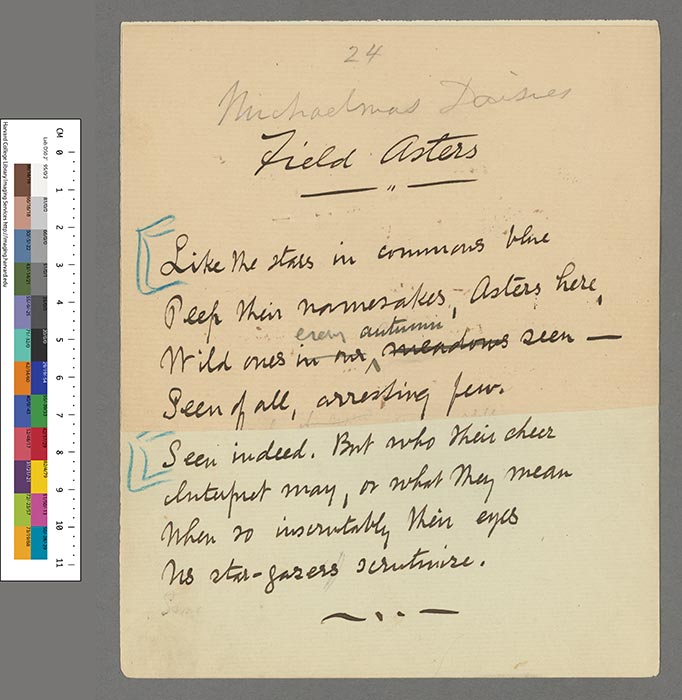 24
Michaelmas Daisies
Field Asters
Like the stars in commons blue
Peep their namesakes, Asters here,
every autumn
Wild ones in our meadows seen —
Seen of all, arresting few.
Seen indeed. But who their cheer
Interpret may, or what they mean
When so inscrutably their eyes
Us star-gazers scrutinize.
CM 0 1 2 3 4 5 6 7 8 9 10 11
Harvard College Library Imaging Services http://imaging.harvard.edu